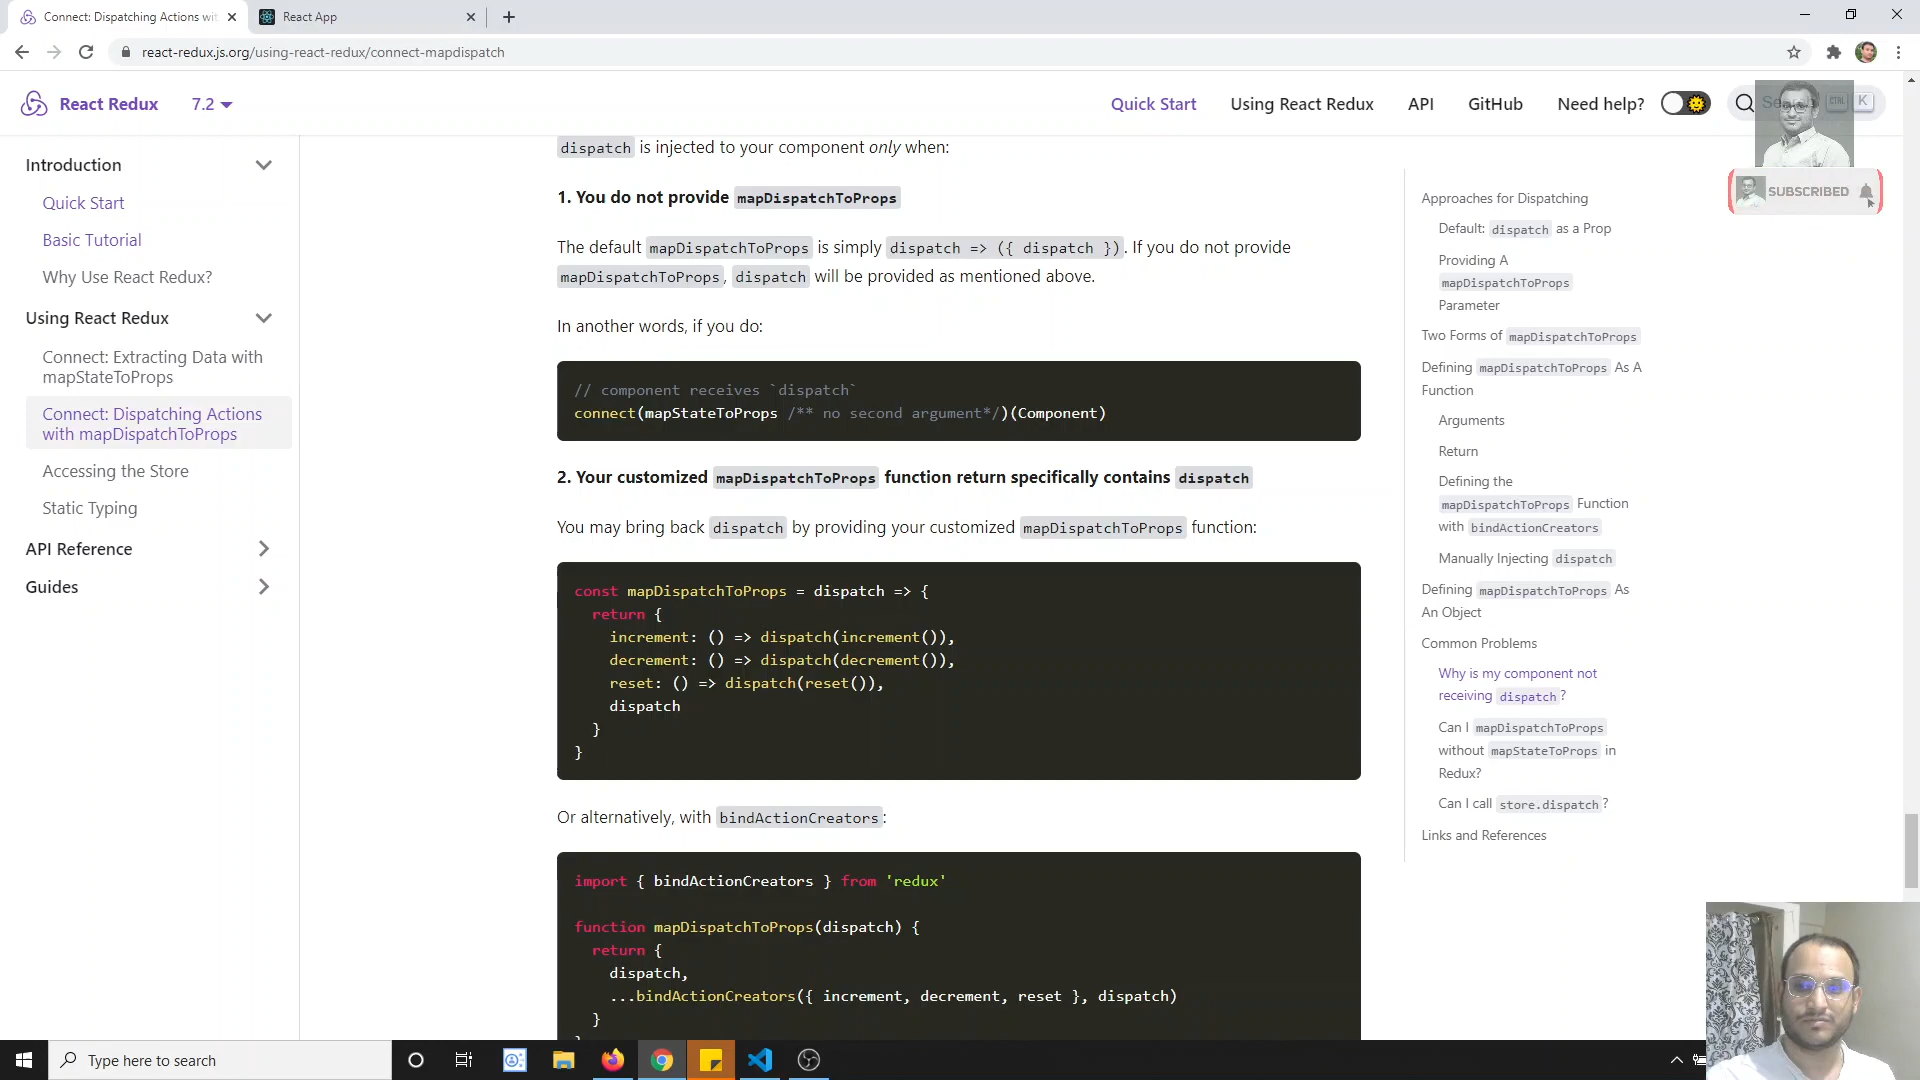 Connect: Dispatching Actions wit
React App
react-redux.js.org/using-react-redux/connect-mapdispatch
React Redux
7.2
Quick Start
Using React Redux
API
GitHub
Need help?
CTRL K
SUBSCRIBED
Introduction
Quick Start
Basic Tutorial
Why Use React Redux?
Using React Redux
Connect: Extracting Data with
mapStateToProps
Connect: Dispatching Actions
with mapDispatchToProps
Accessing the Store
Static Typing
API Reference
Guides
dispatch is injected to your component only when:
1. You do not provide mapDispatchToProps
The default mapDispatchToProps is simply dispatch => ({ dispatch }). If you do not provide
mapDispatchToProps, dispatch will be provided as mentioned above.
In another words, if you do:
// component receives `dispatch`
connect(mapStateToProps /** no second argument*/)(Component)
2. Your customized mapDispatchToProps function return specifically contains dispatch
You may bring back dispatch by providing your customized mapDispatchToProps function:
const mapDispatchToProps = dispatch => {
return {
increment: () => dispatch(increment()),
decrement: () => dispatch(decrement()),
reset: () => dispatch(reset()),
dispatch
}
}
Or alternatively, with bindActionCreators:
import { bindActionCreators } from 'redux'
function mapDispatchToProps(dispatch) {
return {
dispatch,
...bindActionCreators({ increment, decrement, reset }, dispatch)
}
Approaches for Dispatching
Default: dispatch as a Prop
Providing A
mapDispatchToProps
Parameter
Two Forms of mapDispatchToProps
Defining mapDispatchToProps As A
Function
Arguments
Return
Defining the
mapDispatchToProps Function
with bindActionCreators
Manually Injecting dispatch
Defining mapDispatchToProps As
An Object
Common Problems
Why is my component not
receiving dispatch?
Can I mapDispatchToProps
without mapStateToProps in
Redux?
Can I call store.dispatch?
Links and References
Type here to search